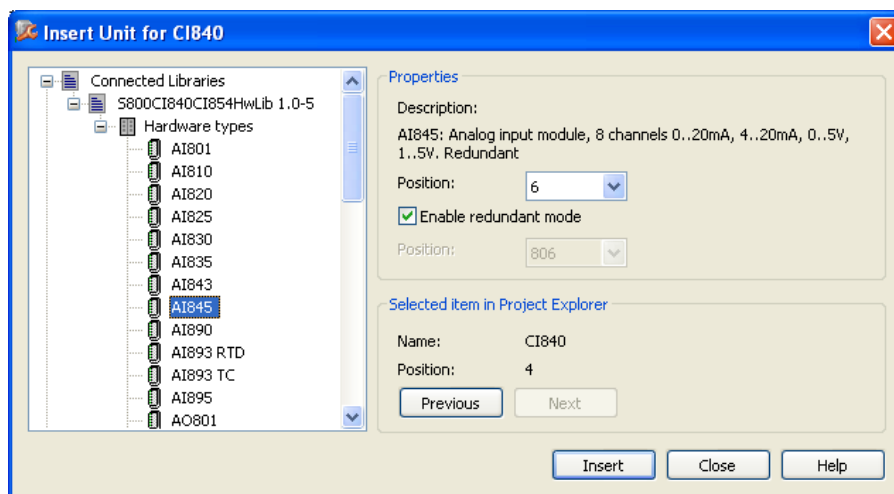 Insert Unit for CI840
Connected Libraries
S800CI840CI854HwLib 1.0-5
Hardware types
AI801
AI810
AI820
AI825
AI830
AI835
AI843
AI845
AI890
AI893 RTD
AI893 TC
AI895
AO801
Properties
Description:
AI845: Analog input module, 8 channels 0..20mA, 4..20mA, 0..5V,
1..5V. Redundant
Position: 6
Enable redundant mode
Position: 806
Selected item in Project Explorer
Name: CI840
Position: 4
Previous Next
Insert Close Help